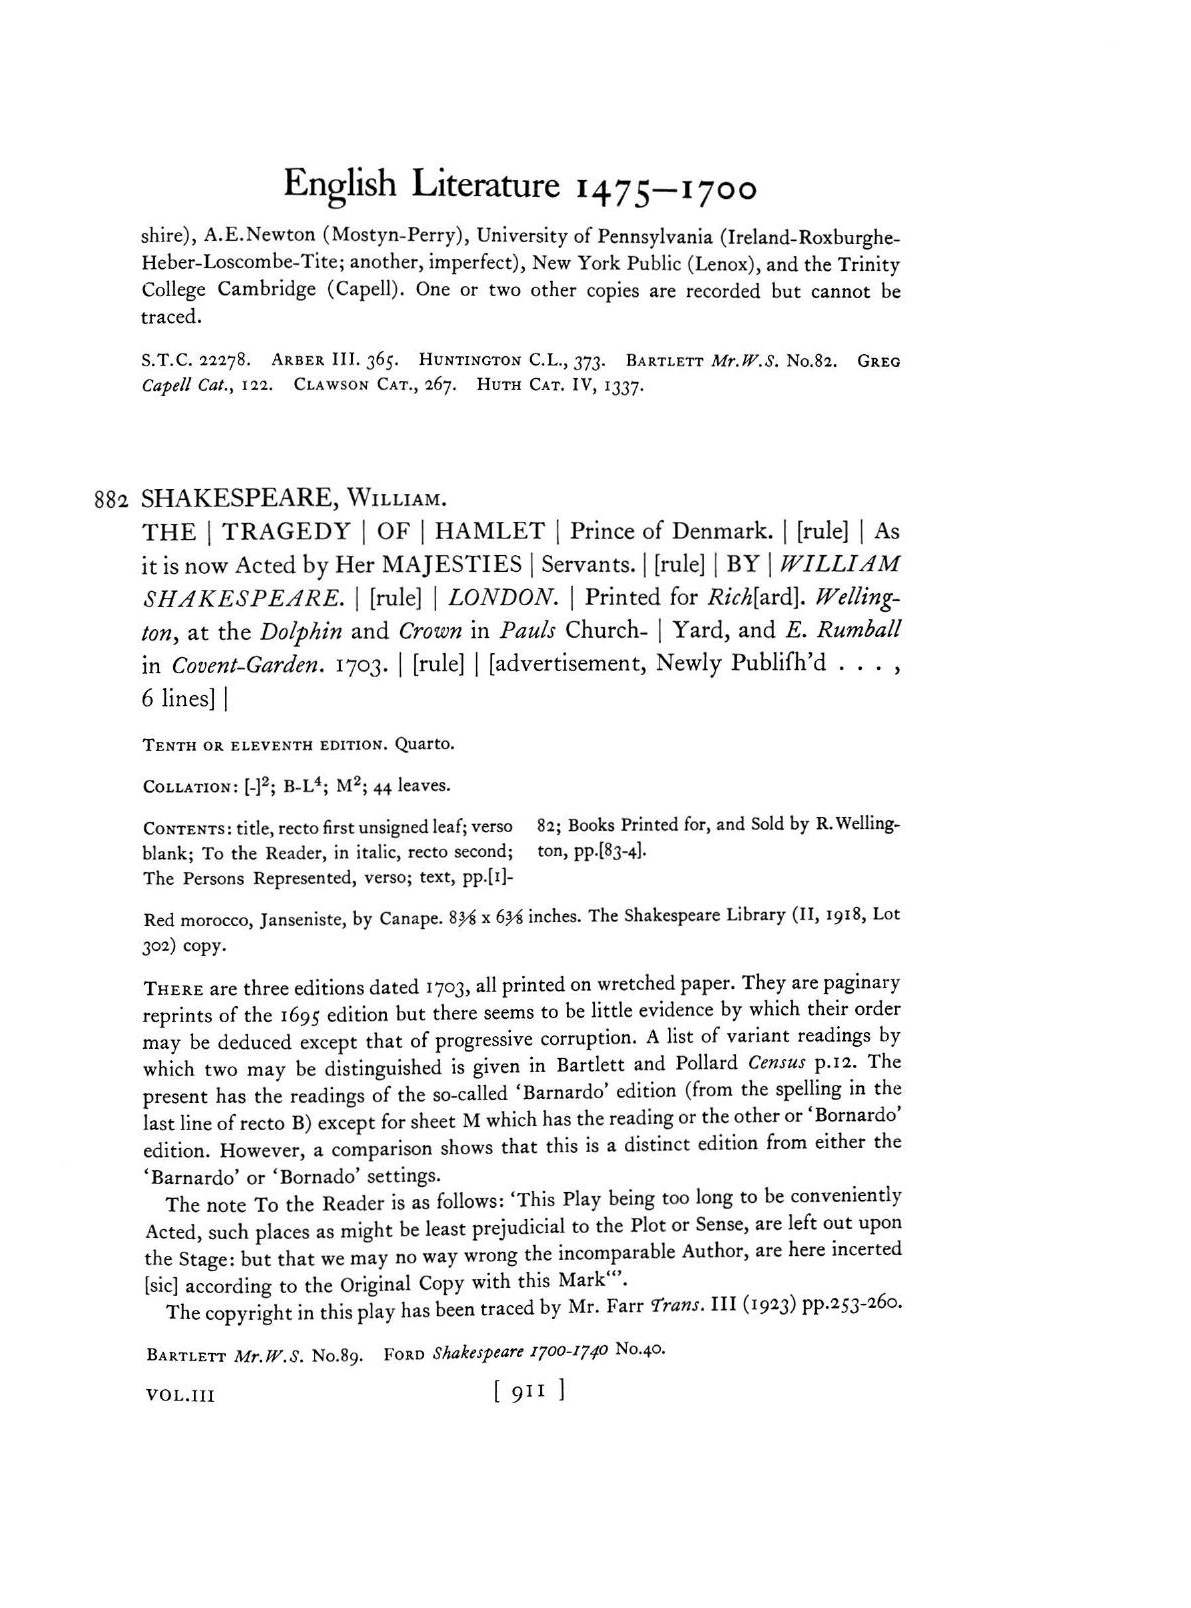 English Literature 1475—1700
shire), A.E.Newton (Mostyn-Perry), University of Pennsylvania (Ireland-Roxburghe-
Heber-Loscombe-Tite; another, imperfect), New York Public (Lenox), and the Trinity
College Cambridge (Capell). One or two other copies are recorded but cannot be
traced.
S.T.C. 22278. Arber III. 365. Huntington C.L., 373. Bartlett Mr.W.S. No.82. Greg
Capell Cat., 122. Clawson Cat., 267. Huth Cat. IV, 1337.
882 SHAKESPEARE, William.
THE | TRAGEDY | OF | HAMLET | Prince of Denmark. | [rule] | As
it is now Acted by Her MAJESTIES | Servants. | [rule] | BY | WILLIAM
SHAKESPEARE. | [rule] | LONDON. | Printed for Rich[ard]. Welling-
ton, at the Dolphin and Crown in Pauls Church- | Yard, and E. Rumball
in Covent-Garden. 1703. | [rule] | [advertisement, Newly Publiſh'd . . . ,
6 lines] |
Tenth or eleventh edition. Quarto.
Collation: [-]²; B-L⁴; M²; 44 leaves.
Contents: title, recto first unsigned leaf; verso
blank; To the Reader, in italic, recto second;
The Persons Represented, verso; text, pp.[1]-
82; Books Printed for, and Sold by R.Welling-
ton, pp.[83-4].
Red morocco, Janseniste, by Canape. 8⅜ x 6⅜ inches. The Shakespeare Library (II, 1918, Lot
302) copy.
There are three editions dated 1703, all printed on wretched paper. They are paginary
reprints of the 1695 edition but there seems to be little evidence by which their order
may be deduced except that of progressive corruption. A list of variant readings by
which two may be distinguished is given in Bartlett and Pollard Census p.12. The
present has the readings of the so-called 'Barnardo' edition (from the spelling in the
last line of recto B) except for sheet M which has the reading or the other or 'Bornardo'
edition. However, a comparison shows that this is a distinct edition from either the
'Barnardo' or 'Bornado' settings.
The note To the Reader is as follows: 'This Play being too long to be conveniently
Acted, such places as might be least prejudicial to the Plot or Sense, are left out upon
the Stage: but that we may no way wrong the incomparable Author, are here incerted
[sic] according to the Original Copy with this Mark"'.
The copyright in this play has been traced by Mr. Farr Trans. III (1923) pp.253-260.
Bartlett Mr.W.S. No.89. Ford Shakespeare 1700-1740 No.40.
VOL.III [ 911 ]